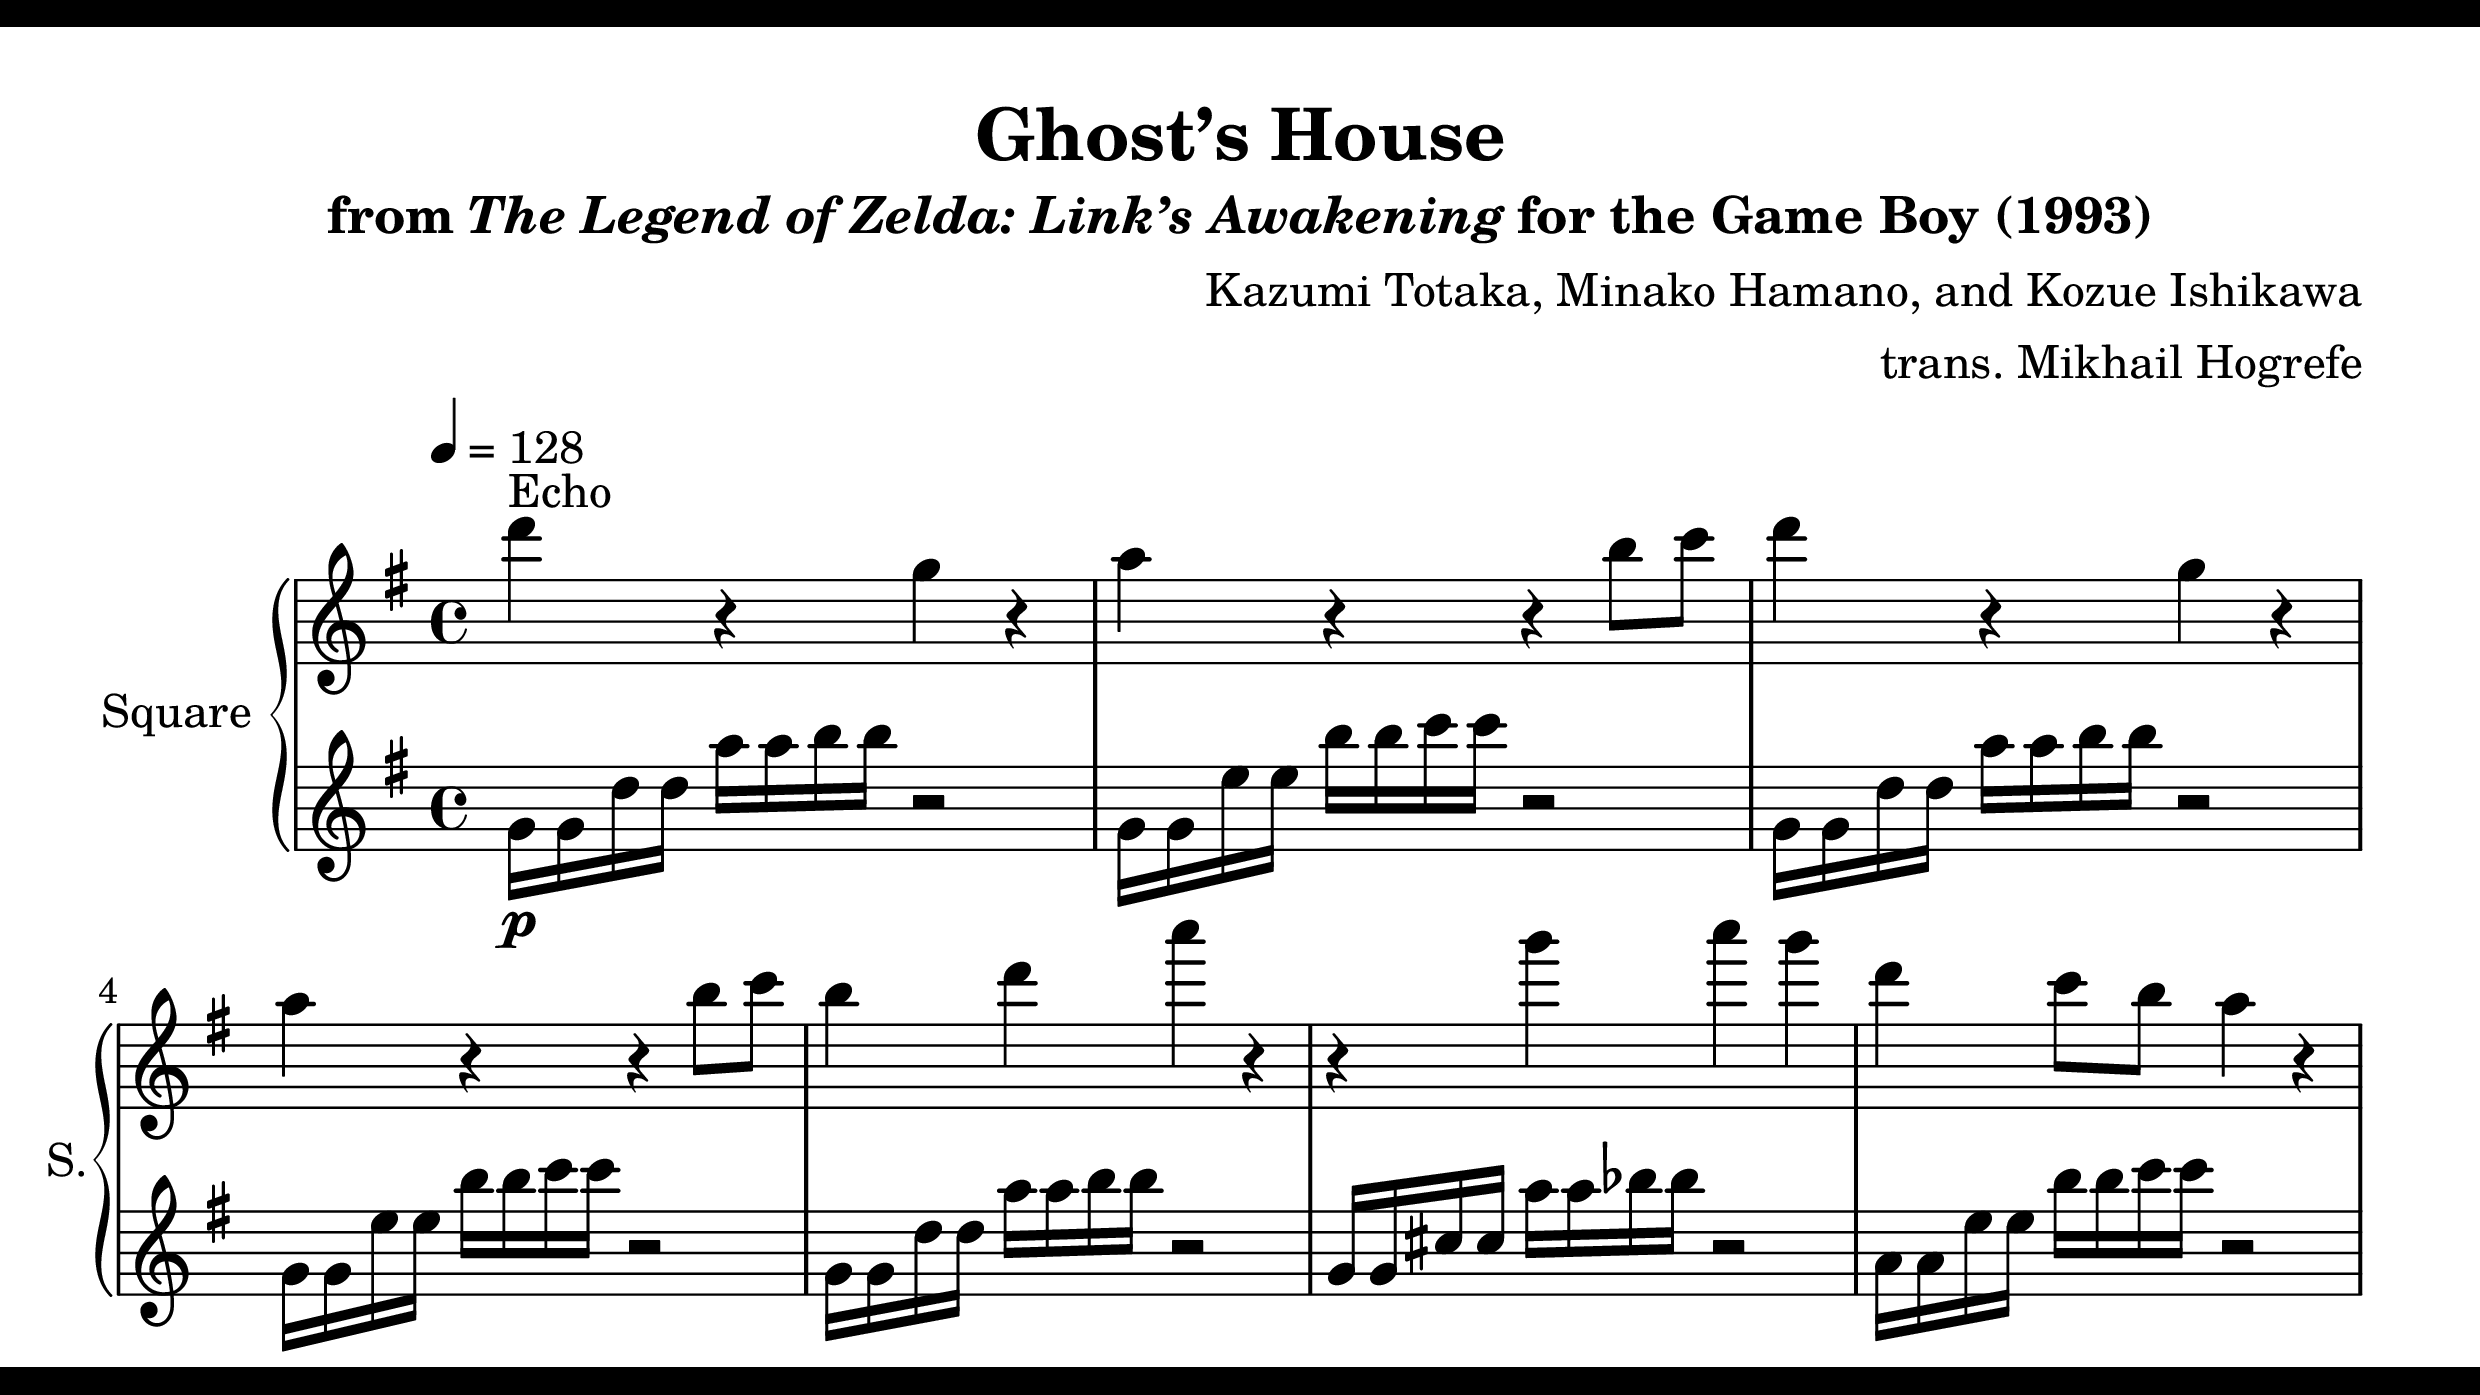 Ghost’s House
from The Legend of Zelda: Link’s Awakening for the Game Boy (1993)
Kazumi Totaka, Minako Hamano, and Kozue Ishikawa
trans. Mikhail Hogrefe
= 128
Echo
Square
p
4
S.